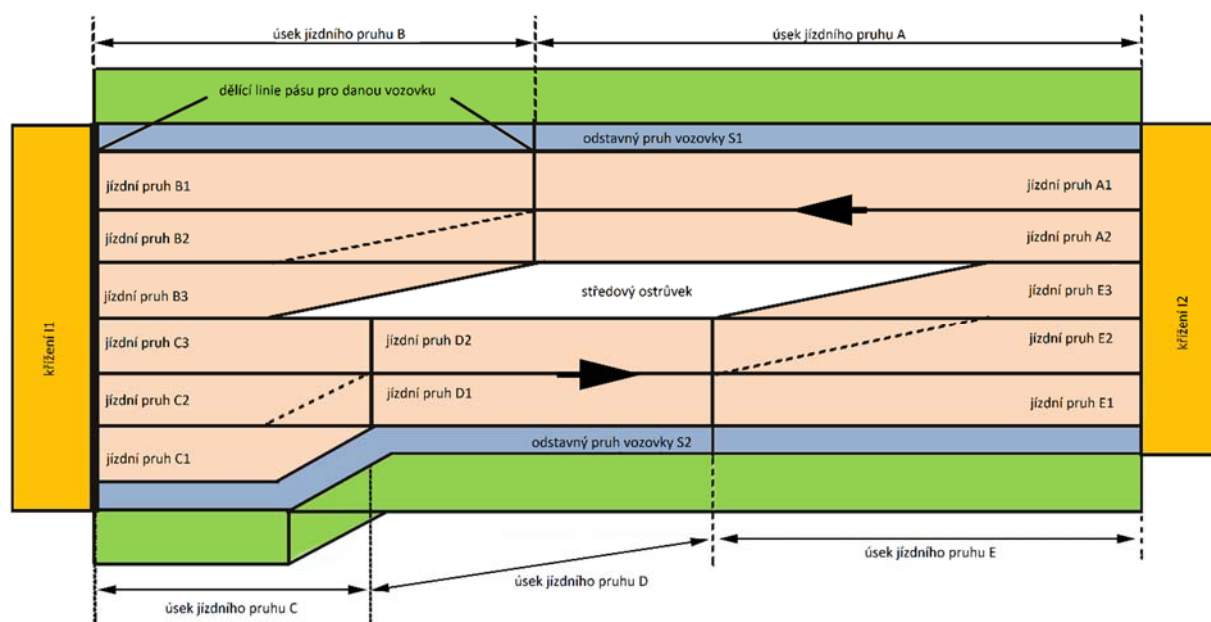 úsek jízdního pruhu B
úsek jízdního pruhu A
dělící linie pásu pro danou vozovku
odstavný pruh vozovky S1
jízdní pruh B1
jízdní pruh A1
jízdní pruh B2
jízdní pruh A2
jízdní pruh B3
středový ostrůvek
jízdní pruh E3
křížení I1
křížení I2
jízdní pruh C3
jízdní pruh D2
jízdní pruh E2
jízdní pruh C2
jízdní pruh D1
jízdní pruh E1
odstavný pruh vozovky S2
jízdní pruh C1
úsek jízdního pruhu E
úsek jízdního pruhu D
úsek jízdního pruhu C